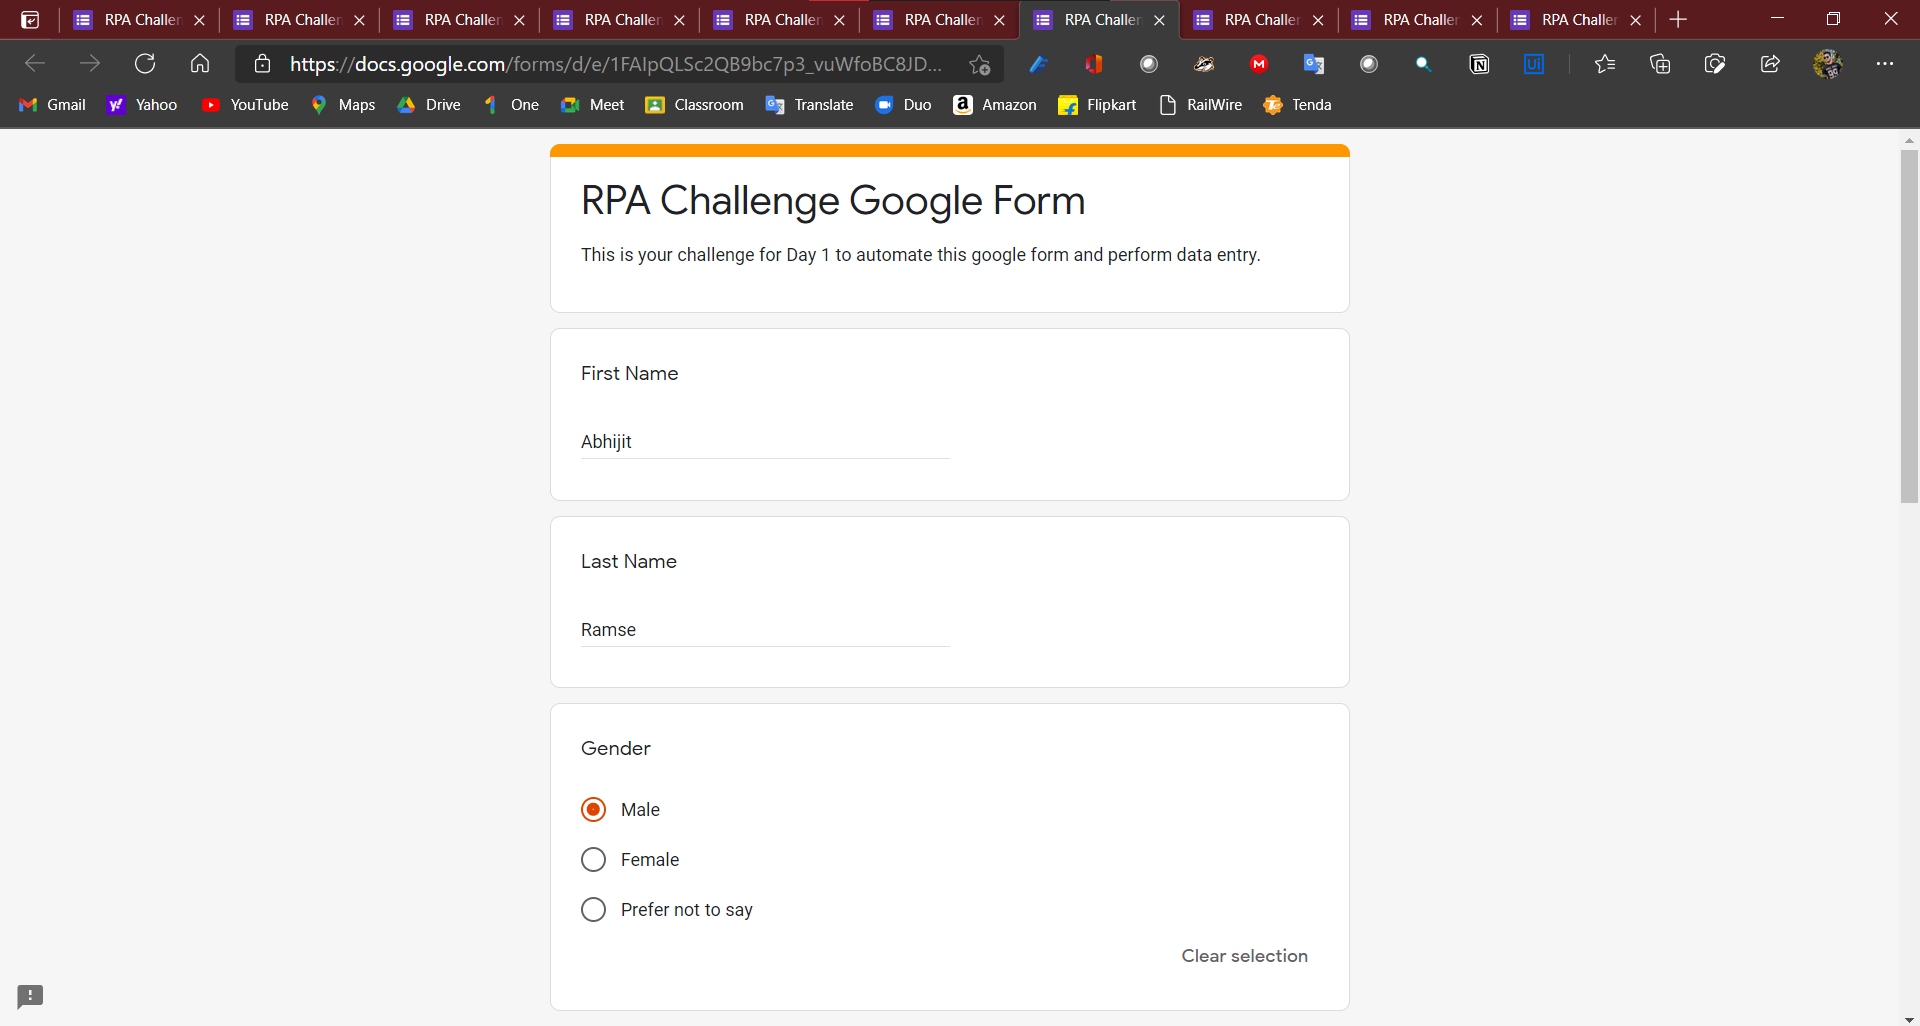 RPA Challen RPA Challen RPA Challen RPA Challen RPA Challen RPA Challen RPA Challen RPA Challen RPA Challen RPA Challen
https://docs.google.com/forms/d/e/1FAIpQLSc2QB9bc7p3_vuWfoBC8JD...
Gmail Yahoo YouTube Maps Drive One Meet Classroom Translate Duo Amazon Flipkart RailWire Tenda
RPA Challenge Google Form
This is your challenge for Day 1 to automate this google form and perform data entry.
First Name
Abhijit
Last Name
Ramse
Gender
Male
Female
Prefer not to say
Clear selection